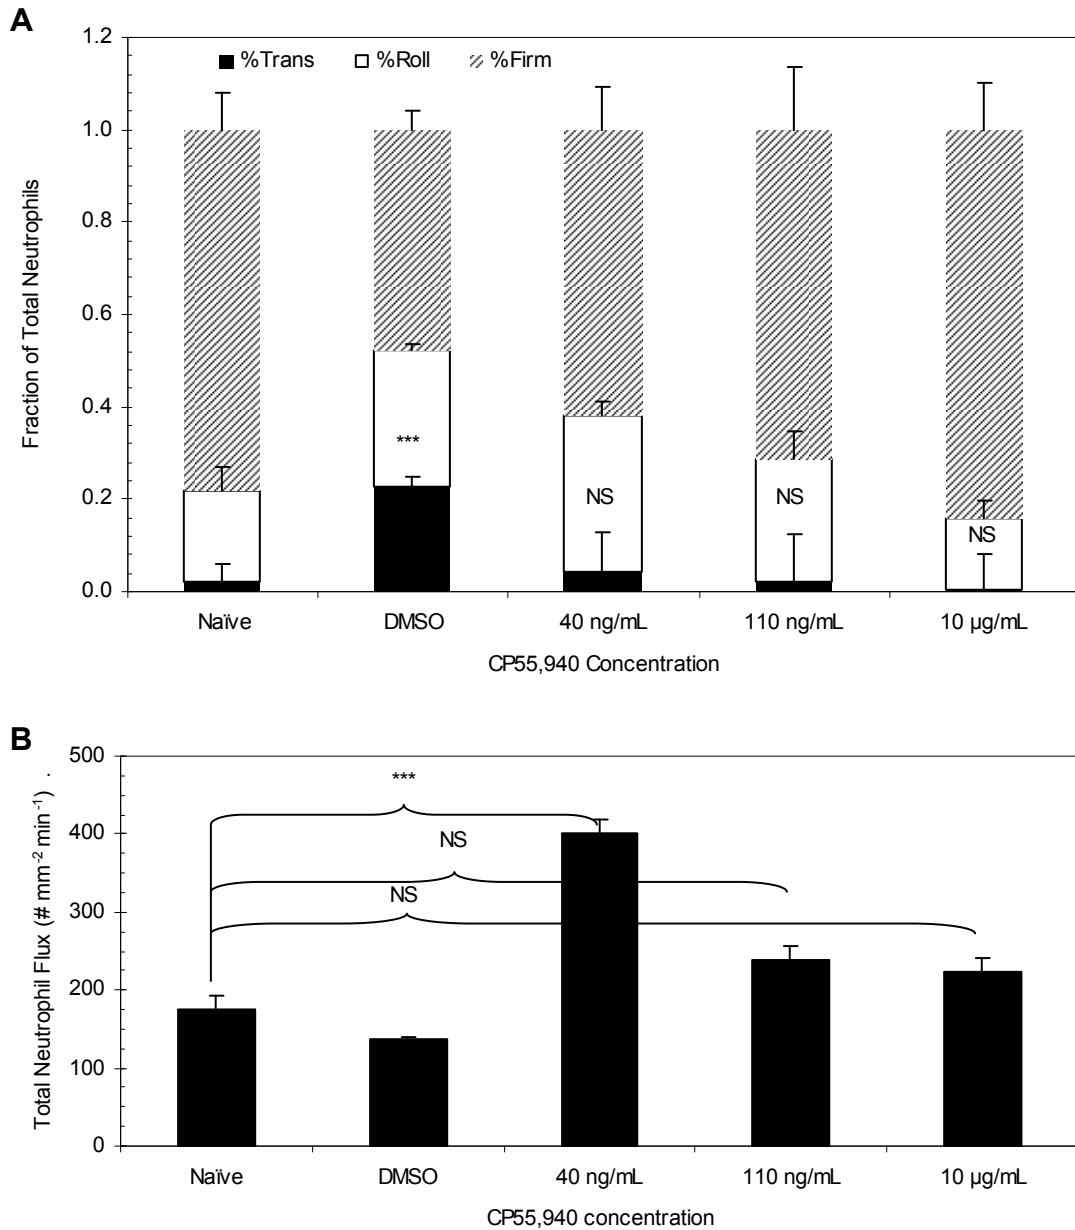 A
1.2
%Trans %Roll %Firm
1.0
0.8
0.6
0.4
0.2
0.0
Fraction of Total Neutrophils
***
NS
NS
NS
Naïve DMSO 40 ng/mL 110 ng/mL 10 µg/mL
CP55,940 Concentration
B
500
400
300
200
100
0
Total Neutrophil Flux (# mm-2 min-1) .
***
NS
NS
Naïve DMSO 40 ng/mL 110 ng/mL 10 µg/mL
CP55,940 concentration